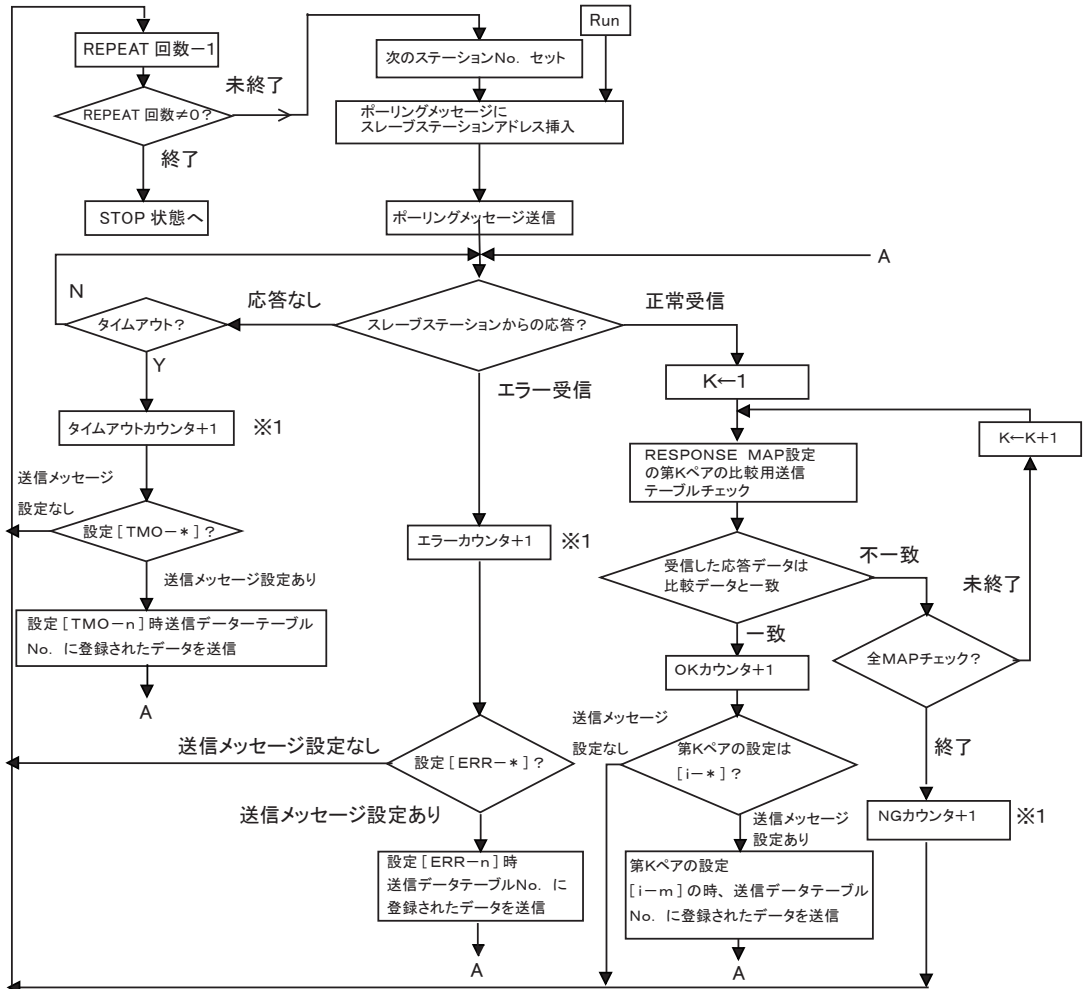 Run
REPEAT 回数－1
次のステーションNo．セット
未終了
REPEAT 回数≠0？
ポーリングメッセージに
スレーブステーションアドレス挿入
終了
STOP 状態へ
ポーリングメッセージ送信
A
N
応答なし
正常受信
タイムアウト？
スレーブステーションからの応答？
Y
エラー受信
K←1
タイムアウトカウンタ+1
※1
K←K+1
RESPONSE MAP設定
の第Kペアの比較用送信
テーブルチェック
送信メッセージ
設定なし
設定［TMO－＊］？
エラーカウンタ+1
※1
不一致
受信した応答データは
比較データと一致
未終了
送信メッセージ設定あり
設定［TMO－n］時送信データーテーブル
No．に登録されたデータを送信
一致
全MAPチェック？
OKカウンタ+1
A
送信メッセージ
設定なし
送信メッセージ設定なし
第Kペアの設定は
［i－＊］？
終了
設定［ERR－＊］？
NGカウンタ+1
※1
送信メッセージ設定あり
送信メッセージ
設定あり
設定［ERR－n］時
送信データテーブルNo．に
登録されたデータを送信
第Kペアの設定
［i－m］の時、送信データテーブル
No．に登録されたデータを送信
A
A